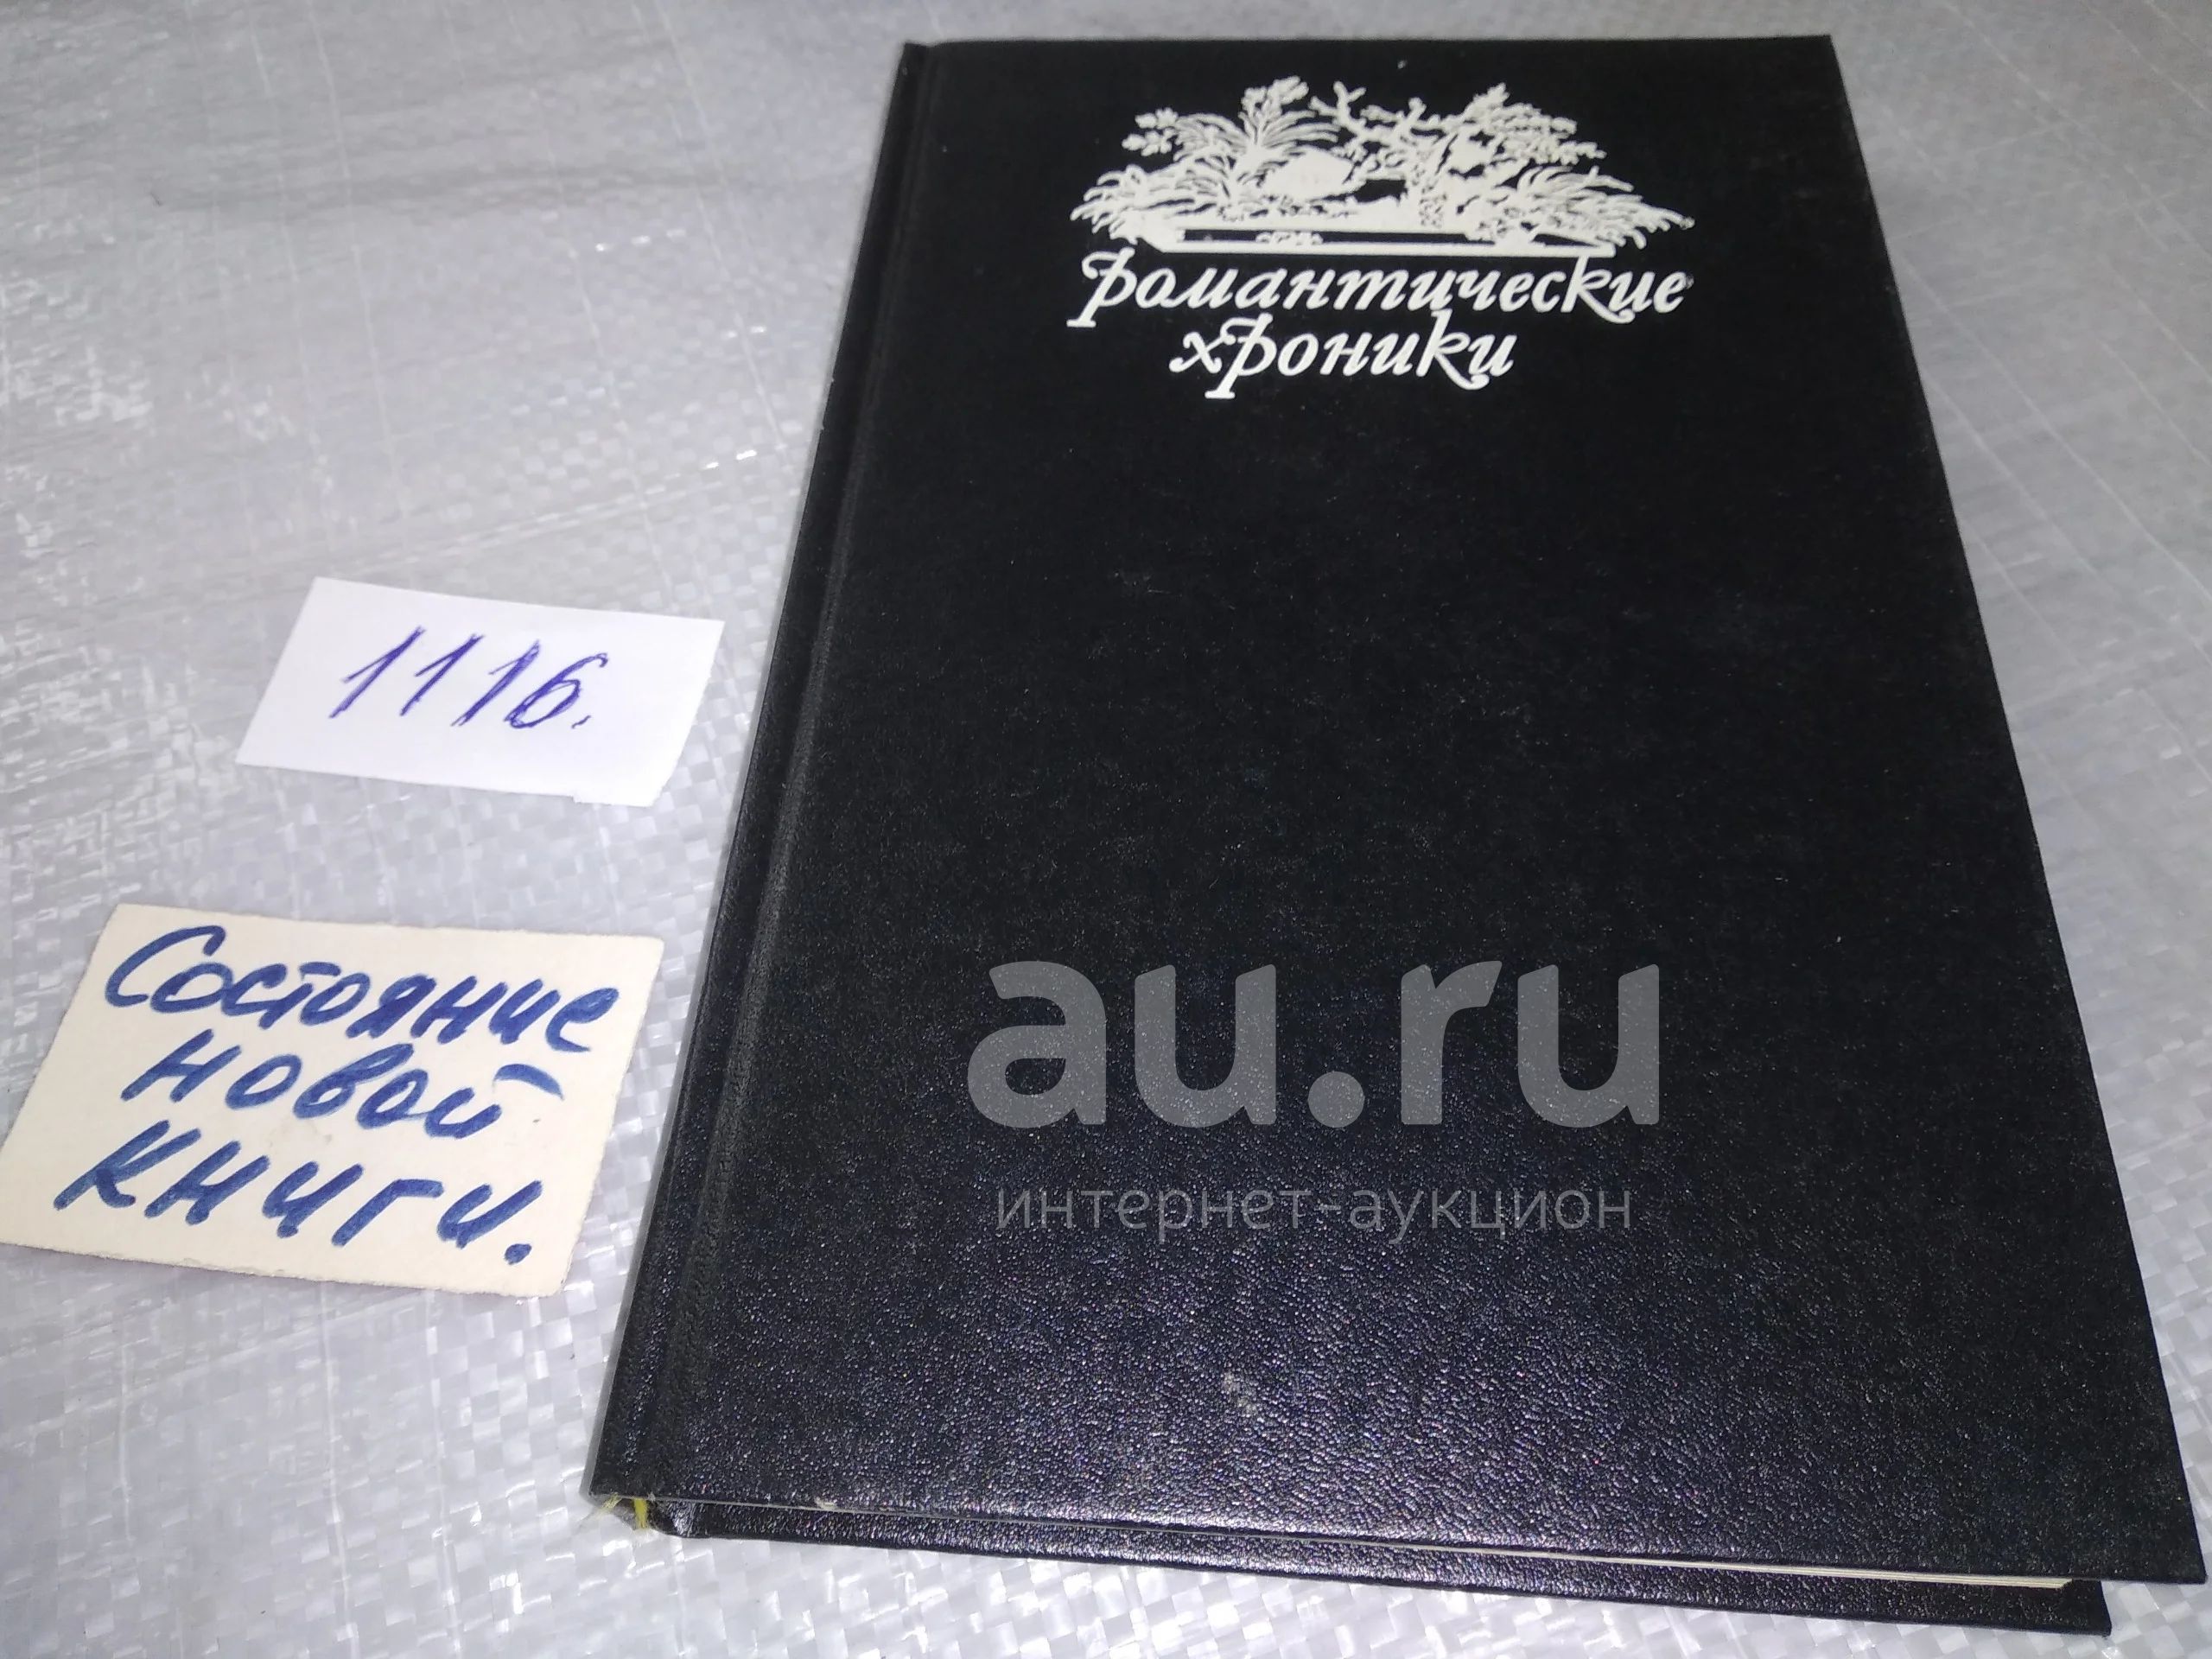 Романтические
хроники
1116.
Состояние
новой
книги.
au.ru
интернет-аукцион